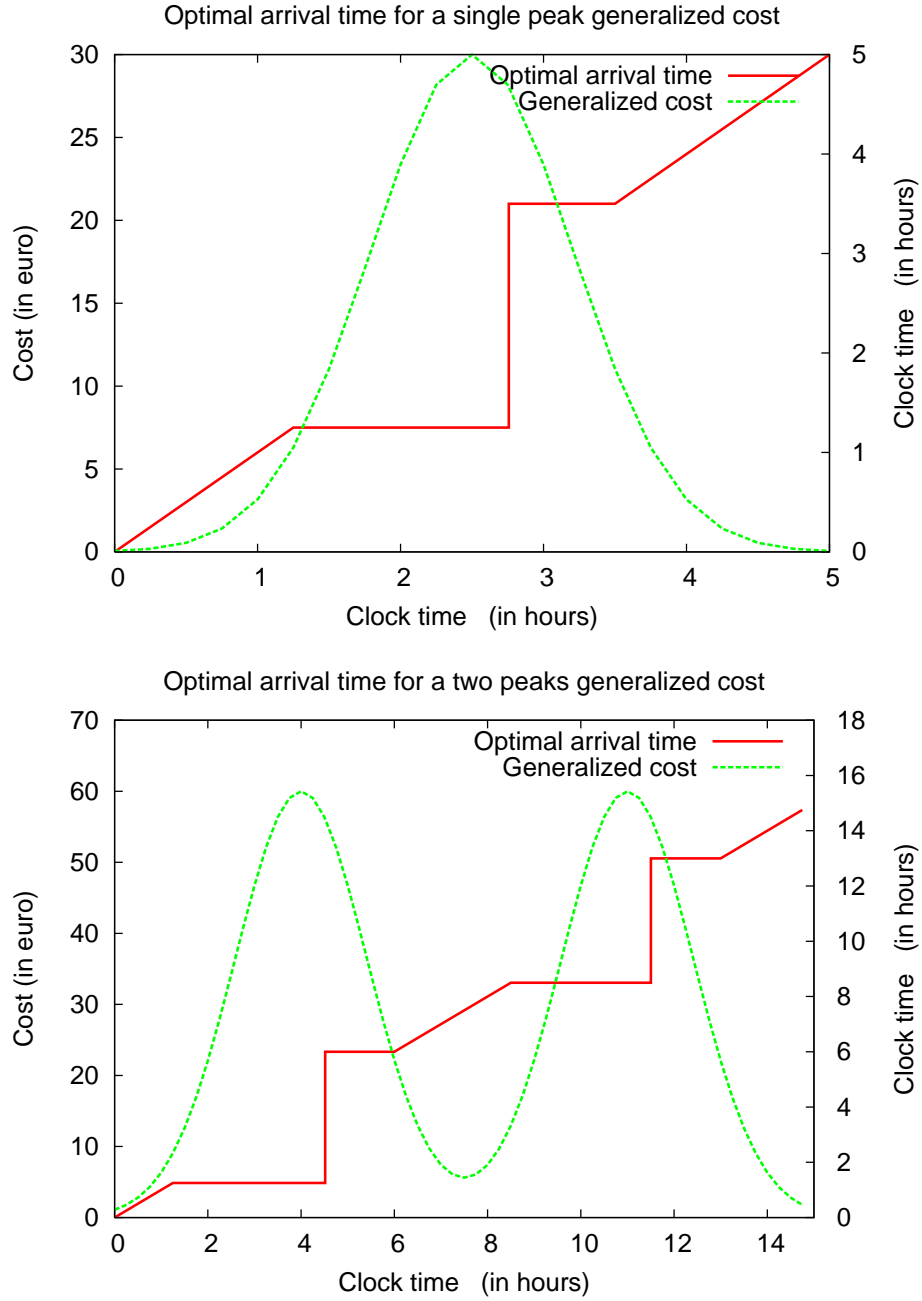 Optimal arrival time for a single peak generalized cost
30
25
20
15
10
5
0
Cost (in euro)
Optimal arrival time
Generalized cost
5
4
3
2
1
0
Clock time (in hours)
0 1 2 3 4 5
Clock time (in hours)
Optimal arrival time for a two peaks generalized cost
70
60
50
40
30
20
10
0
Cost (in euro)
Optimal arrival time
Generalized cost
18
16
14
12
10
8
6
4
2
0
Clock time (in hours)
0 2 4 6 8 10 12 14
Clock time (in hours)